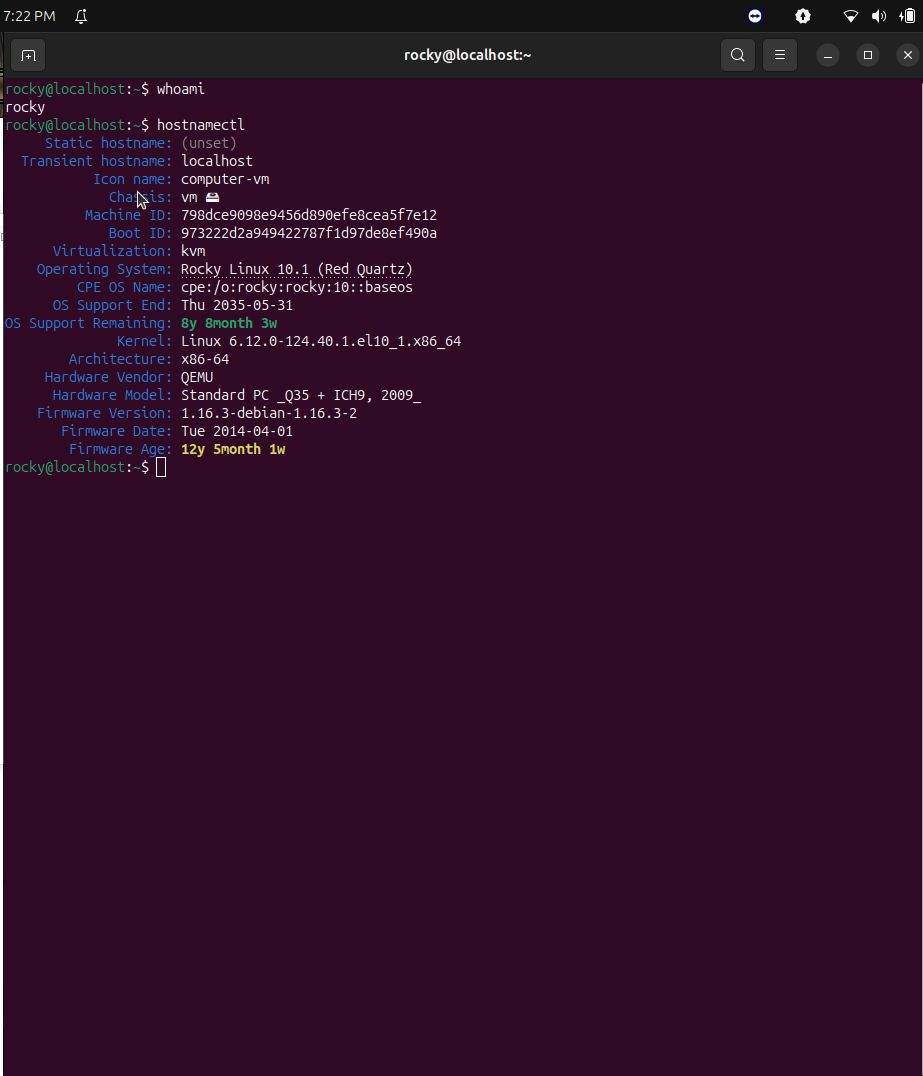 7:22 PM
rocky@localhost:~
rocky@localhost:~$ whoami
rocky
rocky@localhost:~$ hostnamectl
Static hostname: (unset)
Transient hostname: localhost
Icon name: computer-vm
Chassis: vm 🖴
Machine ID: 798dce9098e9456d890efe8cea5f7e12
Boot ID: 973222d2a949422787f1d97de8ef490a
Virtualization: kvm
Operating System: Rocky Linux 10.1 (Red Quartz)
CPE OS Name: cpe:/o:rocky:rocky:10::baseos
OS Support End: Thu 2035-05-31
OS Support Remaining: 8y 8month 3w
Kernel: Linux 6.12.0-124.40.1.el10_1.x86_64
Architecture: x86-64
Hardware Vendor: QEMU
Hardware Model: Standard PC _Q35 + ICH9, 2009_
Firmware Version: 1.16.3-debian-1.16.3-2
Firmware Date: Tue 2014-04-01
Firmware Age: 12y 5month 1w
rocky@localhost:~$